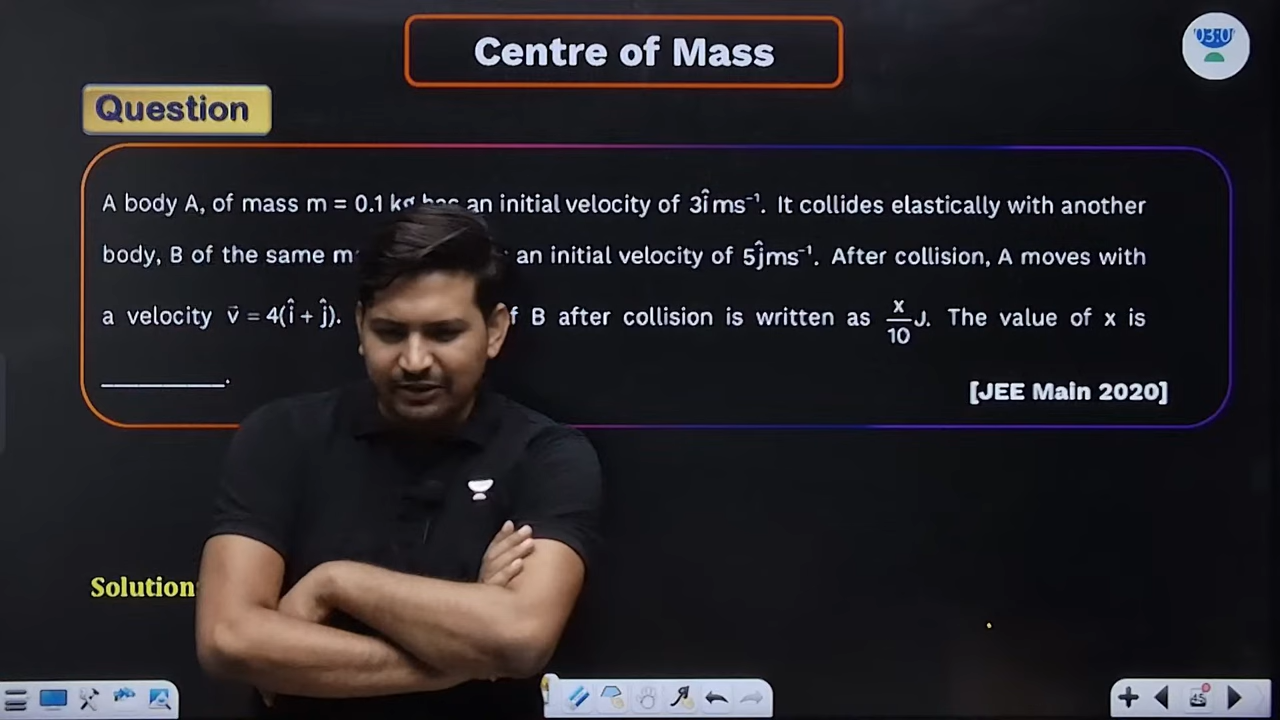 Centre of Mass
Question
A body A, of mass m = 0.1 kg has an initial velocity of 3î ms⁻¹. It collides elastically with another
body, B of the same m an initial velocity of 5ĵ ms⁻¹. After collision, A moves with
a velocity v⃗ = 4(î + ĵ). f B after collision is written as x/10 J. The value of x is
__________.
[JEE Main 2020]
Solution
45